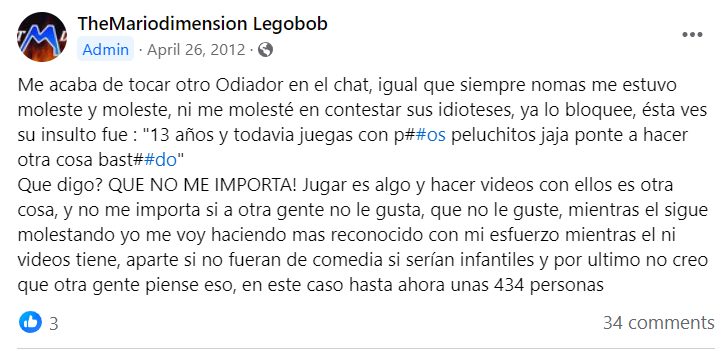 TheMariodimension Legobob
Admin · April 26, 2012 ·
Me acaba de tocar otro Odiador en el chat, igual que siempre nomas me estuvo
moleste y moleste, ni me molesté en contestar sus idioteses, ya lo bloquee, ésta ves
su insulto fue : "13 años y todavia juegas con p##os peluchitos jaja ponte a hacer
otra cosa bast##do"
Que digo? QUE NO ME IMPORTA! Jugar es algo y hacer videos con ellos es otra
cosa, y no me importa si a otra gente no le gusta, que no le guste, mientras el sigue
molestando yo me voy haciendo mas reconocido con mi esfuerzo mientras el ni
videos tiene, aparte si no fueran de comedia si serían infantiles y por ultimo no creo
que otra gente piense eso, en este caso hasta ahora unas 434 personas
3
34 comments